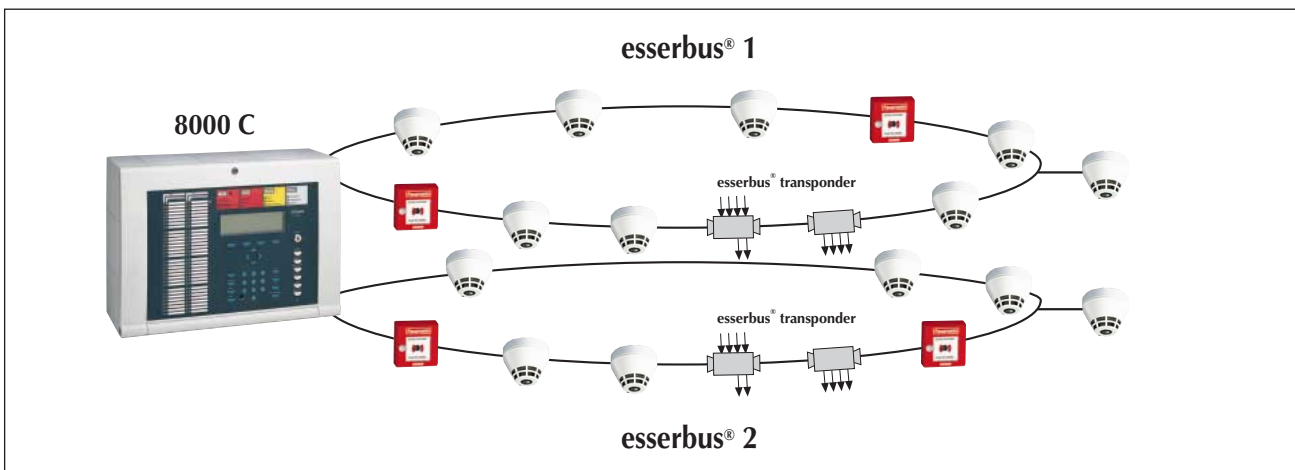 esserbus® 1
8000 C
esserbus® transponder
esserbus® transponder
esserbus® 2